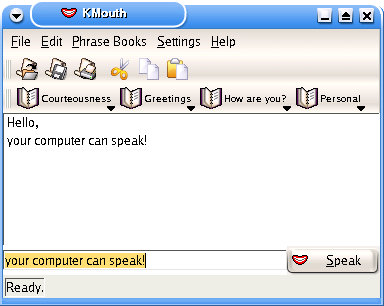 KMouth
File Edit Phrase Books Settings Help
Courteousness Greetings How are you? Personal
Hello,
your computer can speak!
your computer can speak!
Speak
Ready.